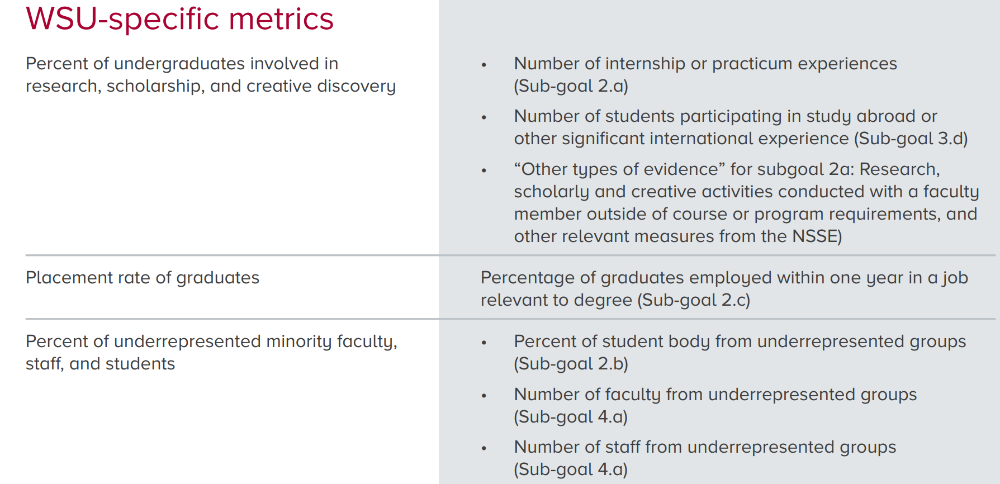 WSU-specific metrics
Percent of undergraduates involved in
research, scholarship, and creative discovery
• Number of internship or practicum experiences
(Sub-goal 2.a)
• Number of students participating in study abroad or
other significant international experience (Sub-goal 3.d)
• “Other types of evidence” for subgoal 2a: Research,
scholarly and creative activities conducted with a faculty
member outside of course or program requirements, and
other relevant measures from the NSSE)
Placement rate of graduates
Percentage of graduates employed within one year in a job
relevant to degree (Sub-goal 2.c)
Percent of underrepresented minority faculty,
staff, and students
• Percent of student body from underrepresented groups
(Sub-goal 2.b)
• Number of faculty from underrepresented groups
(Sub-goal 4.a)
• Number of staff from underrepresented groups
(Sub-goal 4.a)